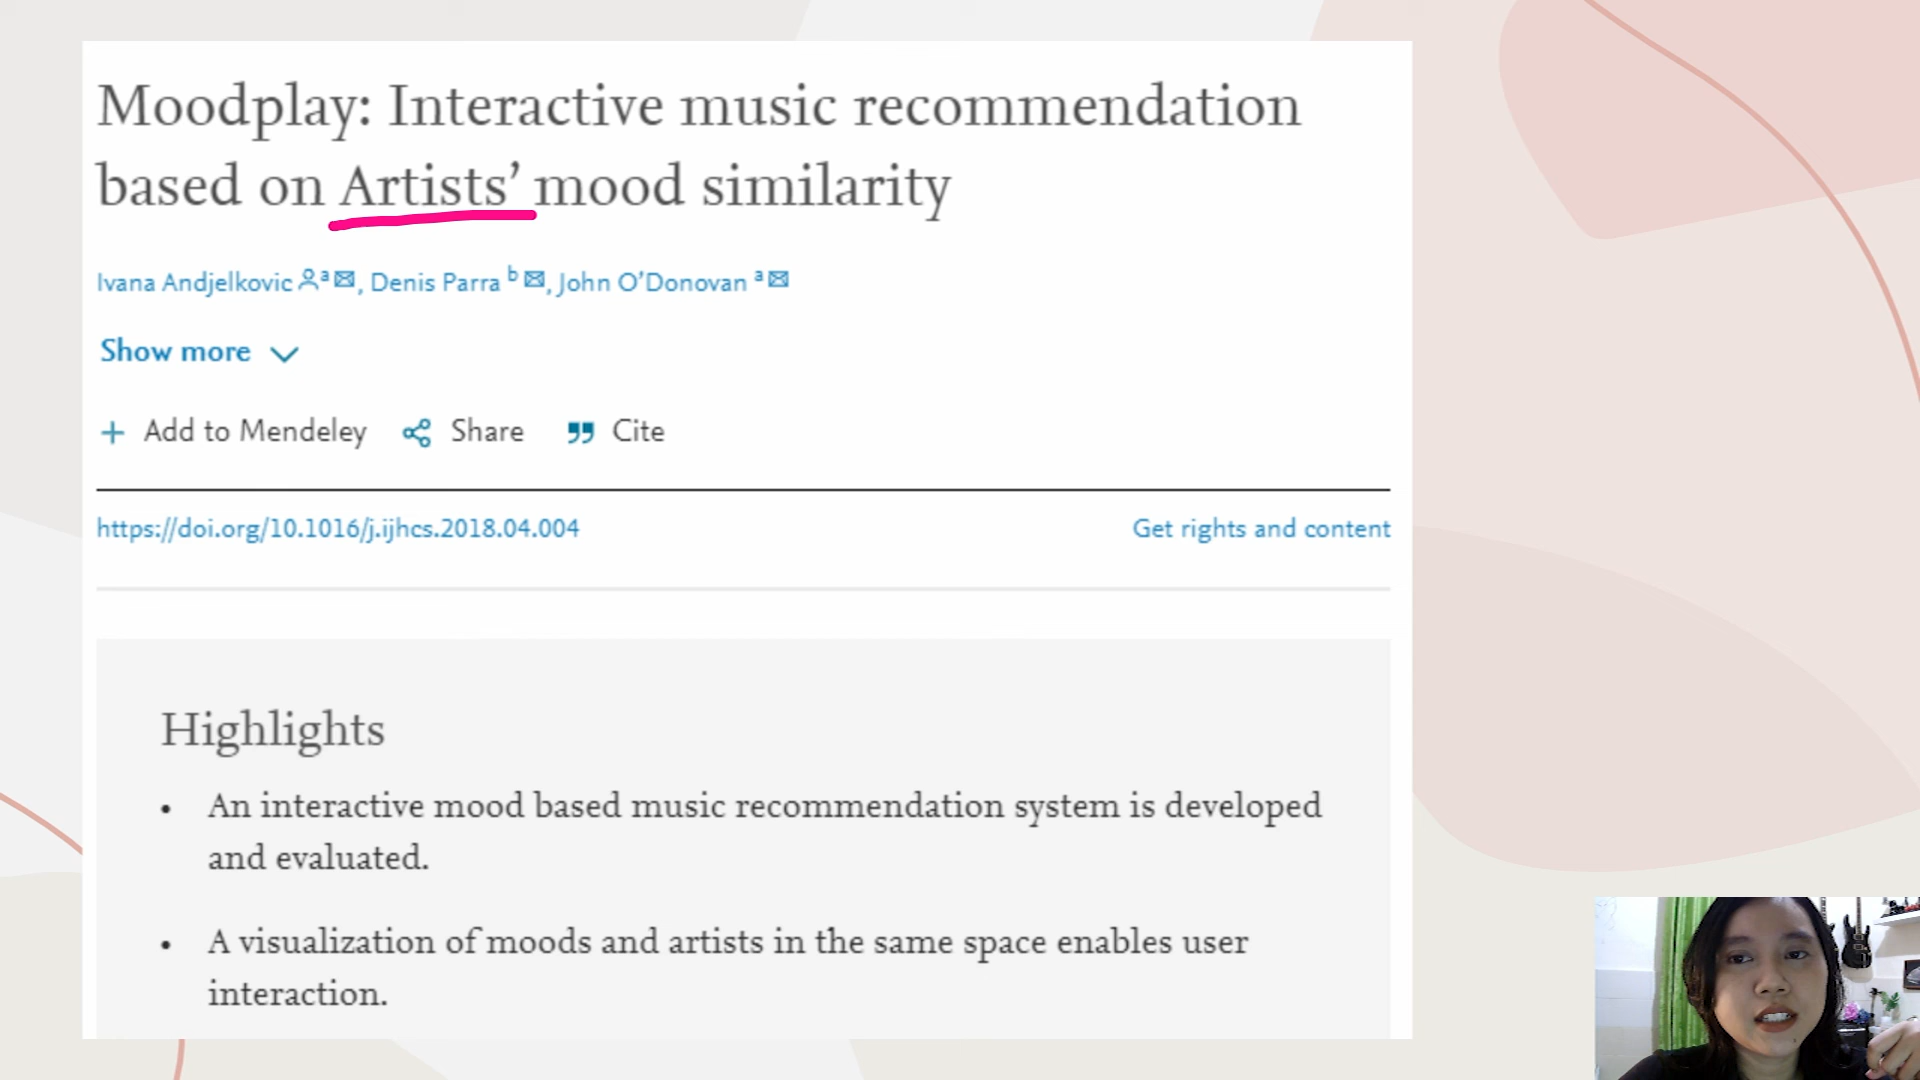 Moodplay: Interactive music recommendation
based on Artists’ mood similarity
Ivana Andjelkovic a, Denis Parra b, John O’Donovan a
Show more
+ Add to Mendeley Share Cite
https://doi.org/10.1016/j.ijhcs.2018.04.004 Get rights and content
Highlights
• An interactive mood based music recommendation system is developed
and evaluated.
• A visualization of moods and artists in the same space enables user
interaction.